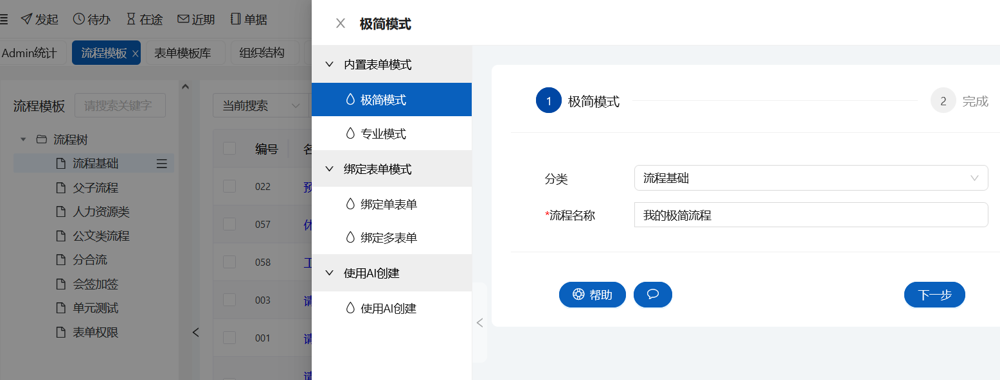 发起 待办 在途 近期 单据
Admin统计 流程模板 x 表单模板库 组织结构
流程模板 请搜索关键字
流程树
流程基础
父子流程
人力资源类
公文类流程
分合流
会签加签
单元测试
表单权限
当前搜索
编号 名
022 预
057 休
058 工
003 请
001 请
请
极简模式
内置表单模式
极简模式
专业模式
绑定表单模式
绑定单表单
绑定多表单
使用AI创建
使用AI创建
1 极简模式 2 完成
分类 流程基础
*流程名称 我的极简流程
帮助 下一步